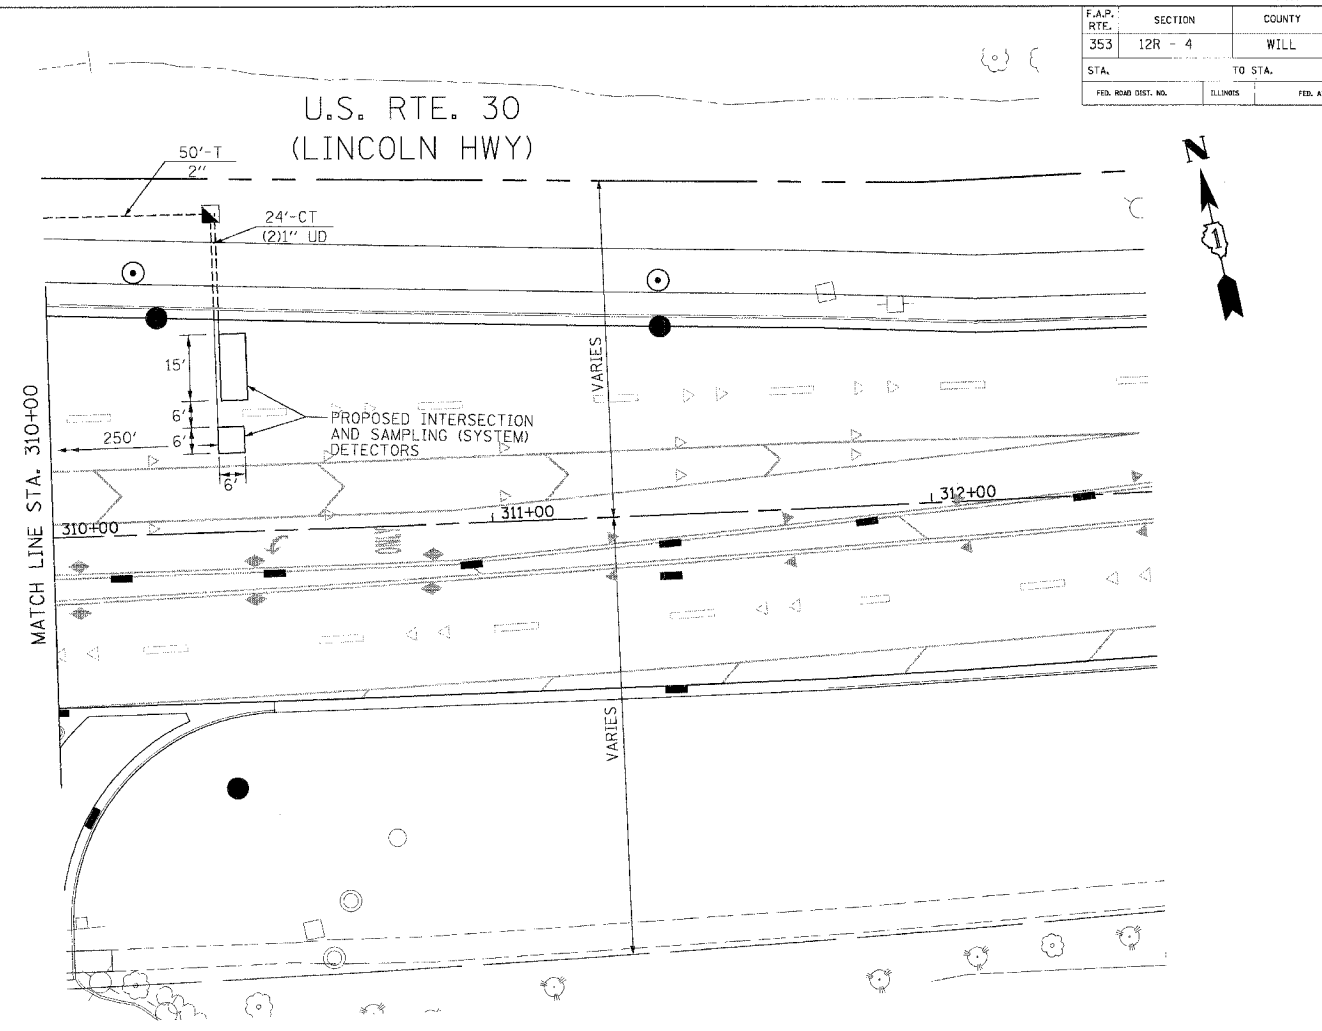 F.A.P. RTE. SECTION COUNTY
353 12R - 4 WILL
STA. TO STA.
FED. ROAD DIST. NO. ILLINOIS FED.
U.S. RTE. 30
(LINCOLN HWY)
N
1
50'-T
2''
24'-CT
(2)1'' UD
15'
6'
6'
250'
6'
PROPOSED INTERSECTION
AND SAMPLING (SYSTEM)
DETECTORS
VARIES
MATCH LINE STA. 310+00
310+00
311+00
312+00
ONLY
VARIES